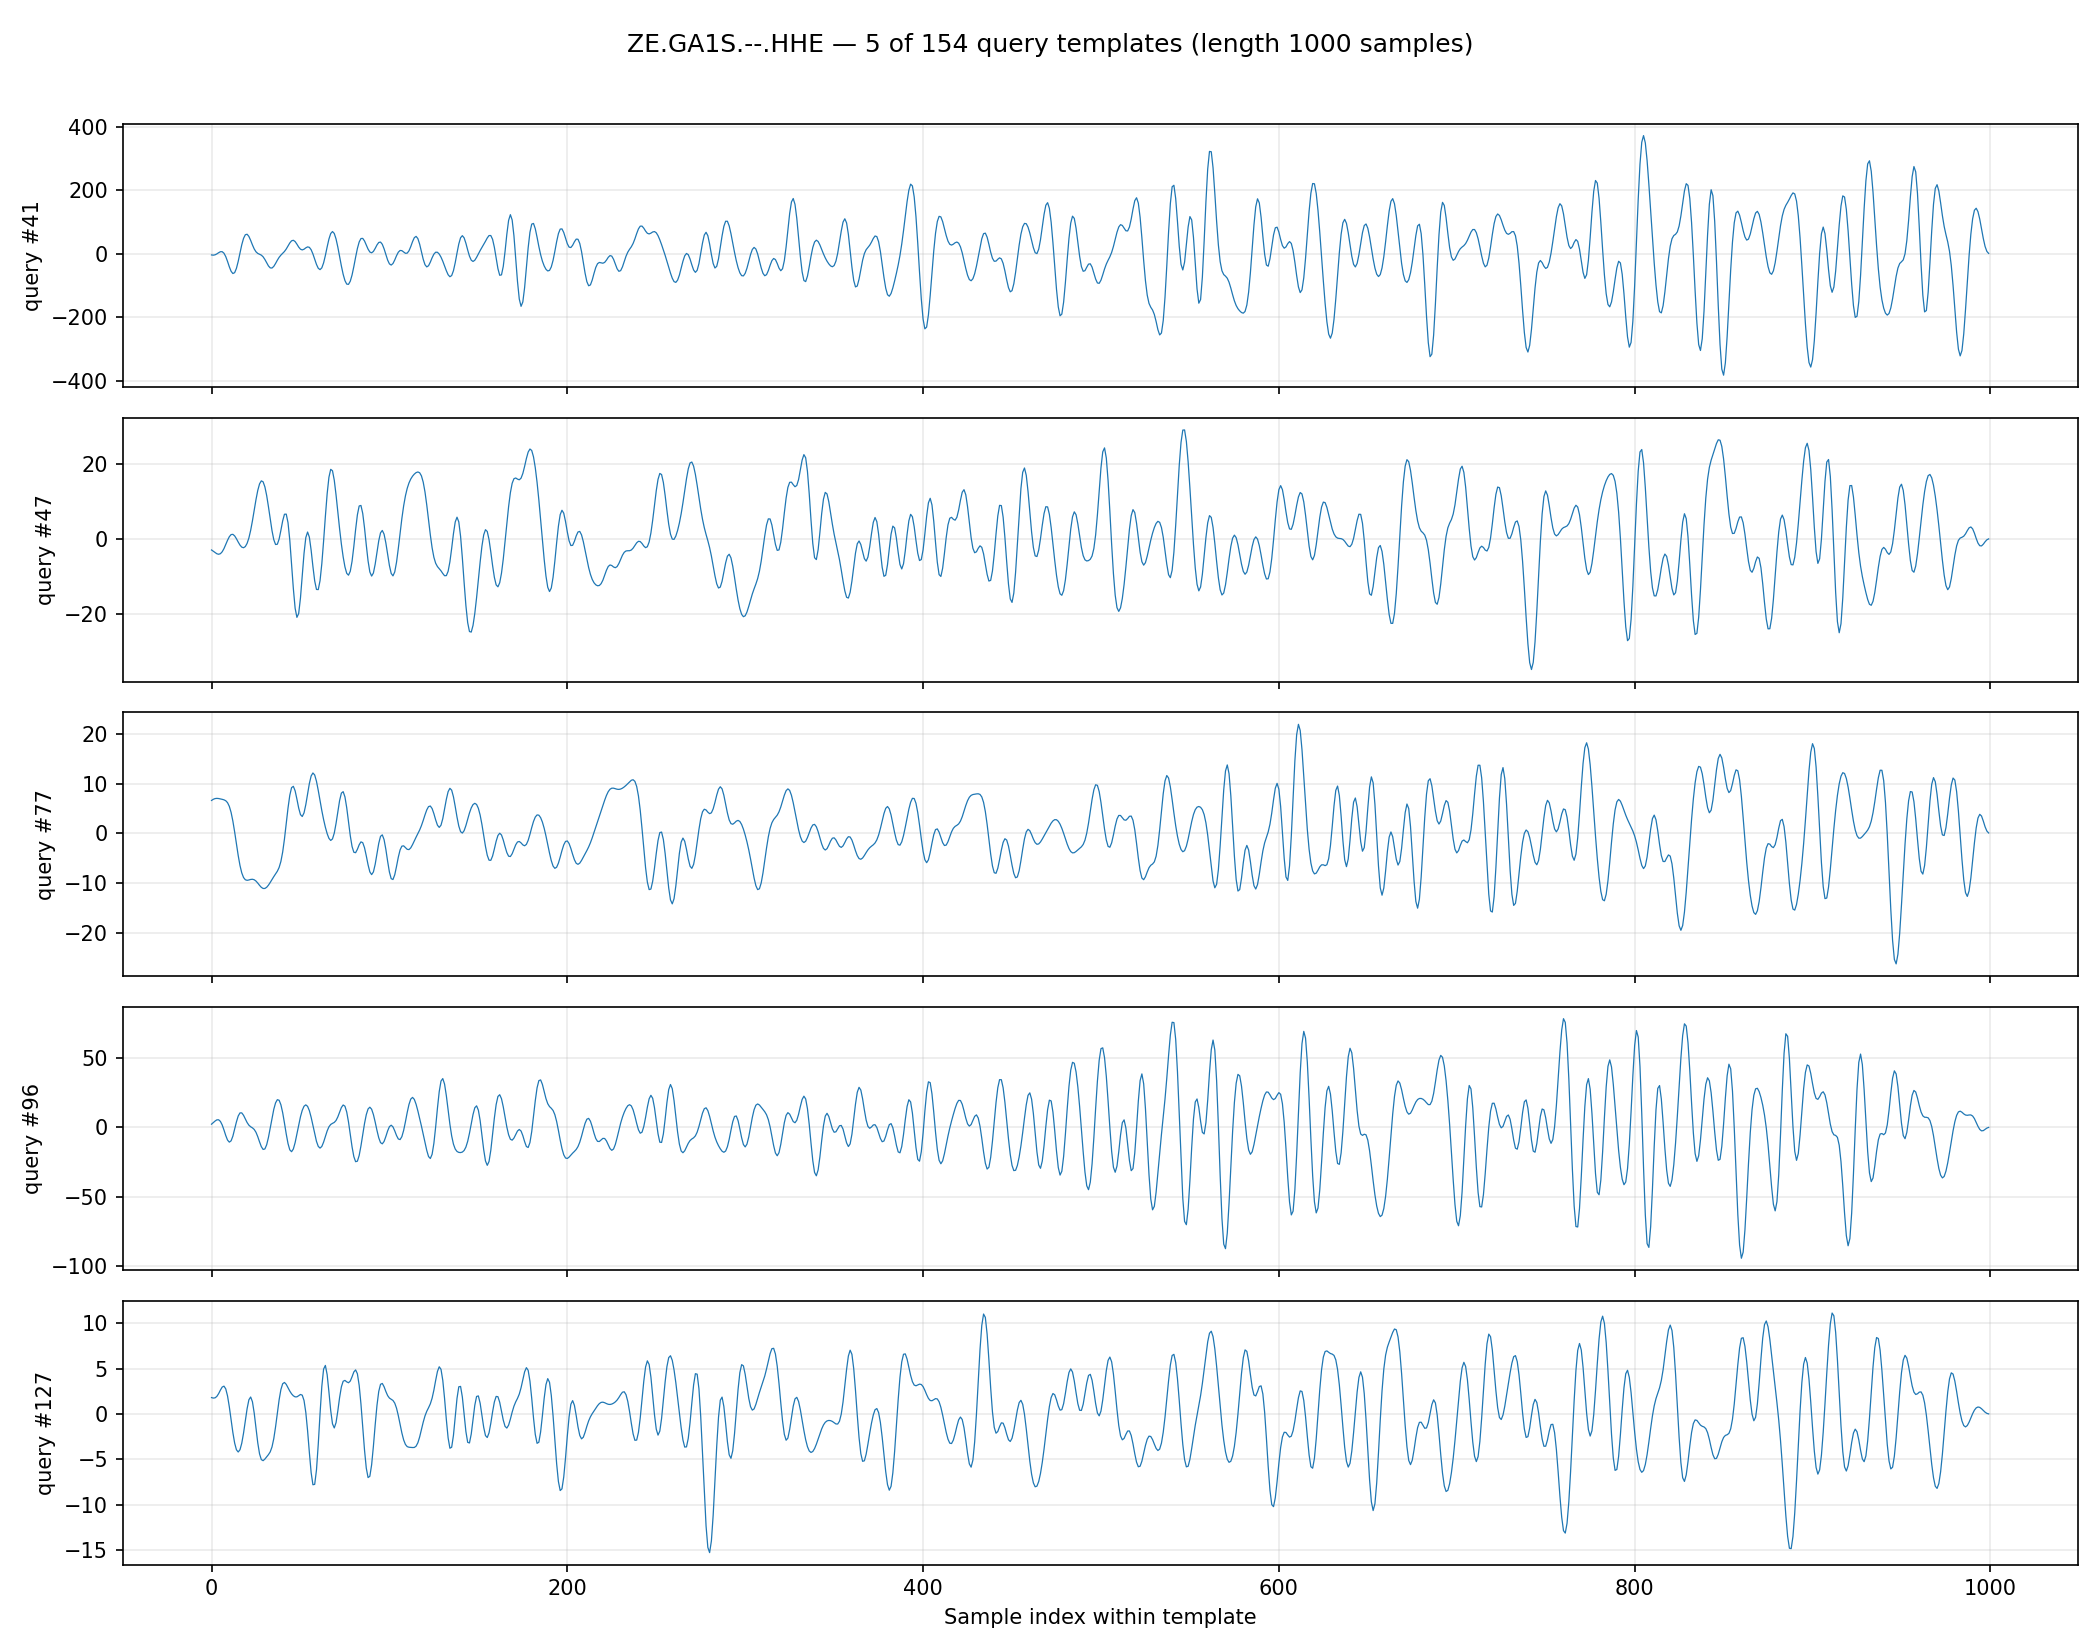 ZE.GA1S.--.HHE — 5 of 154 query templates (length 1000 samples)
400
200
0
−200
−400
query #41
20
0
−20
query #47
20
10
0
−10
−20
query #77
50
0
−50
−100
query #96
10
5
0
−5
−10
−15
query #127
0 200 400 600 800 1000
Sample index within template